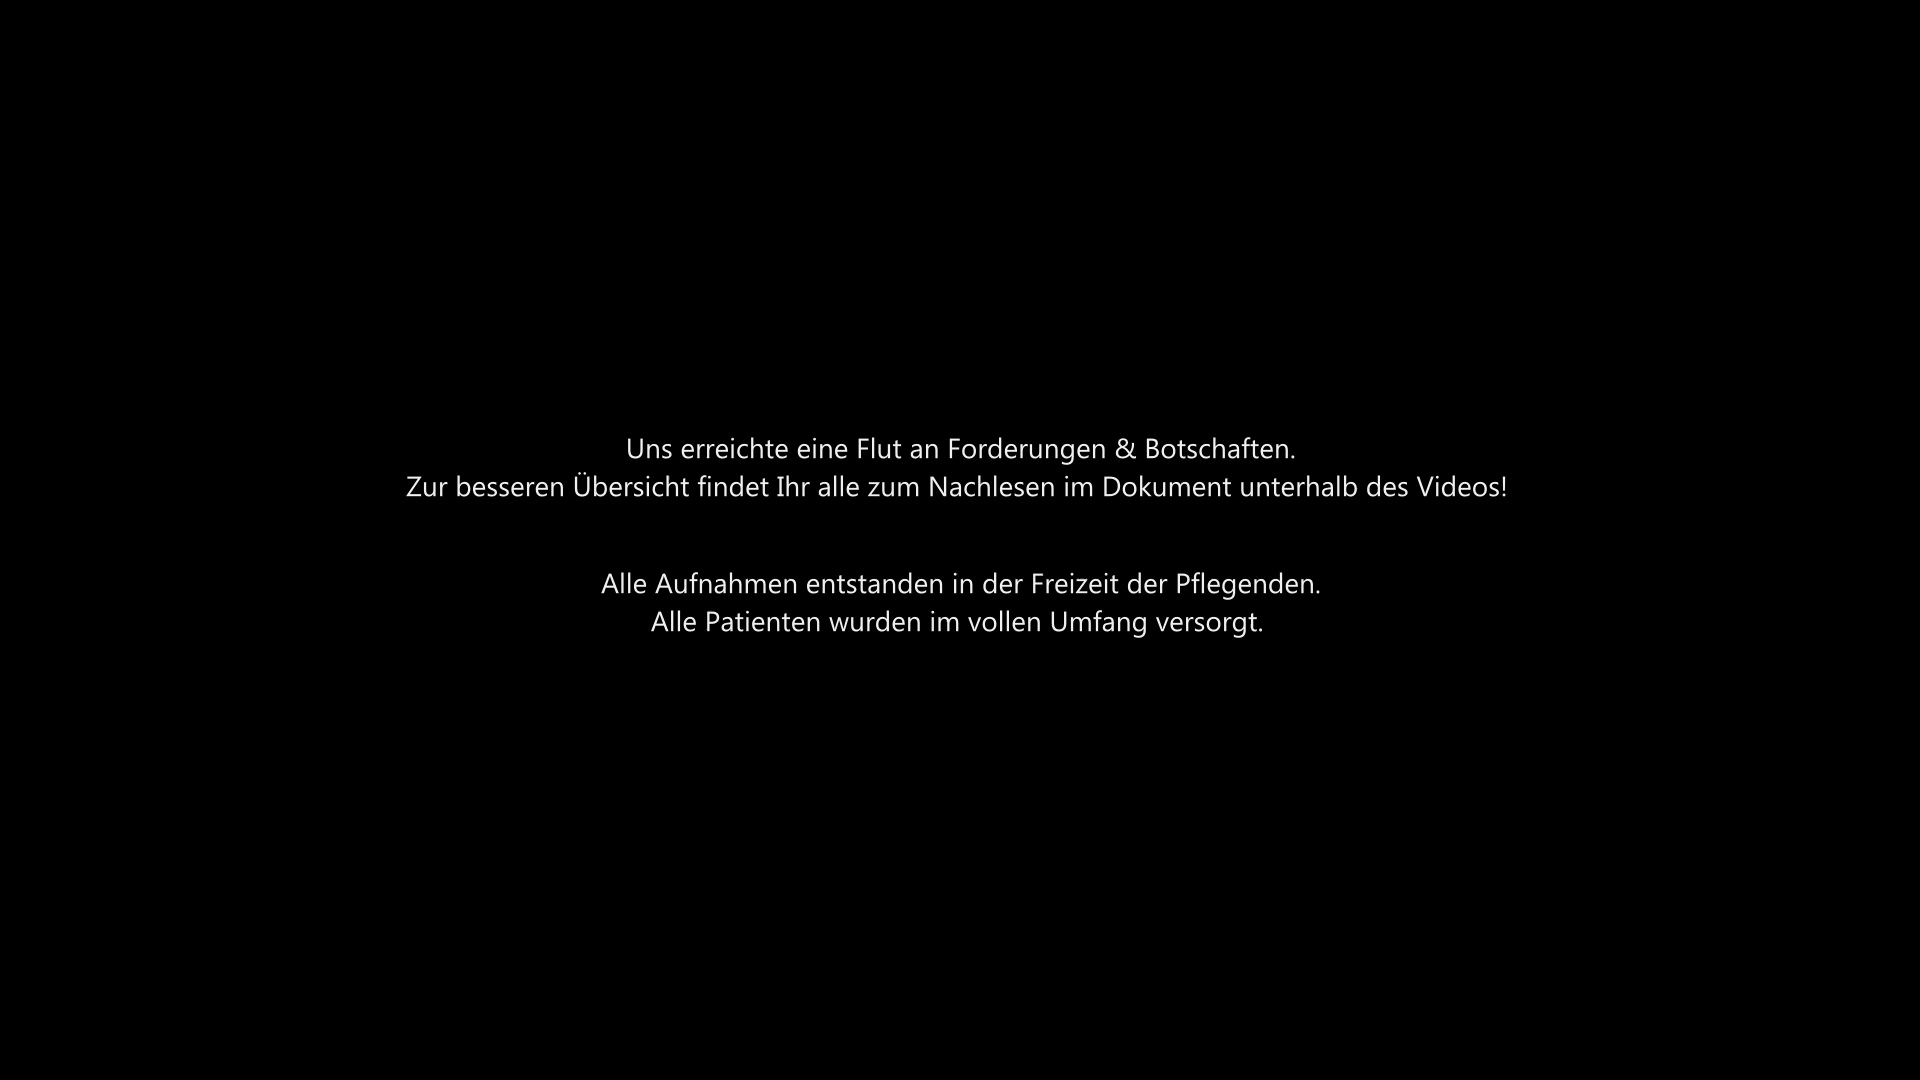 Uns erreichte eine Flut an Forderungen & Botschaften.
Zur besseren Übersicht findet Ihr alle zum Nachlesen im Dokument unterhalb des Videos!
Alle Aufnahmen entstanden in der Freizeit der Pflegenden.
Alle Patienten wurden im vollen Umfang versorgt.